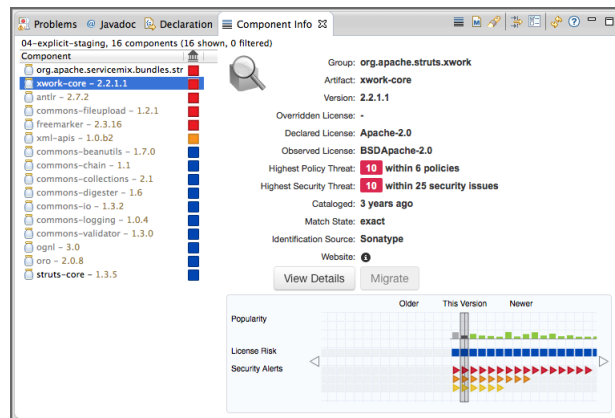 Problems @ Javadoc Declaration Component Info
04-explicit-staging, 16 components (16 shown, 0 filtered)
Component
org.apache.servicemix.bundles.str
xwork-core - 2.2.1.1
antlr - 2.7.2
commons-fileupload - 1.2.1
freemarker - 2.3.16
xml-apis - 1.0.b2
commons-beanutils - 1.7.0
commons-chain - 1.1
commons-collections - 2.1
commons-digester - 1.6
commons-io - 1.3.2
commons-logging - 1.0.4
commons-validator - 1.3.0
ognl - 3.0
oro - 2.0.8
struts-core - 1.3.5
Group: org.apache.struts.xwork
Artifact: xwork-core
Version: 2.2.1.1
Overridden License: -
Declared License: Apache-2.0
Observed License: BSDApache-2.0
Highest Policy Threat: 10 within 6 policies
Highest Security Threat: 10 within 25 security issues
Cataloged: 3 years ago
Match State: exact
Identification Source: Sonatype
Website:
View Details Migrate
Older This Version Newer
Popularity
License Risk
Security Alerts